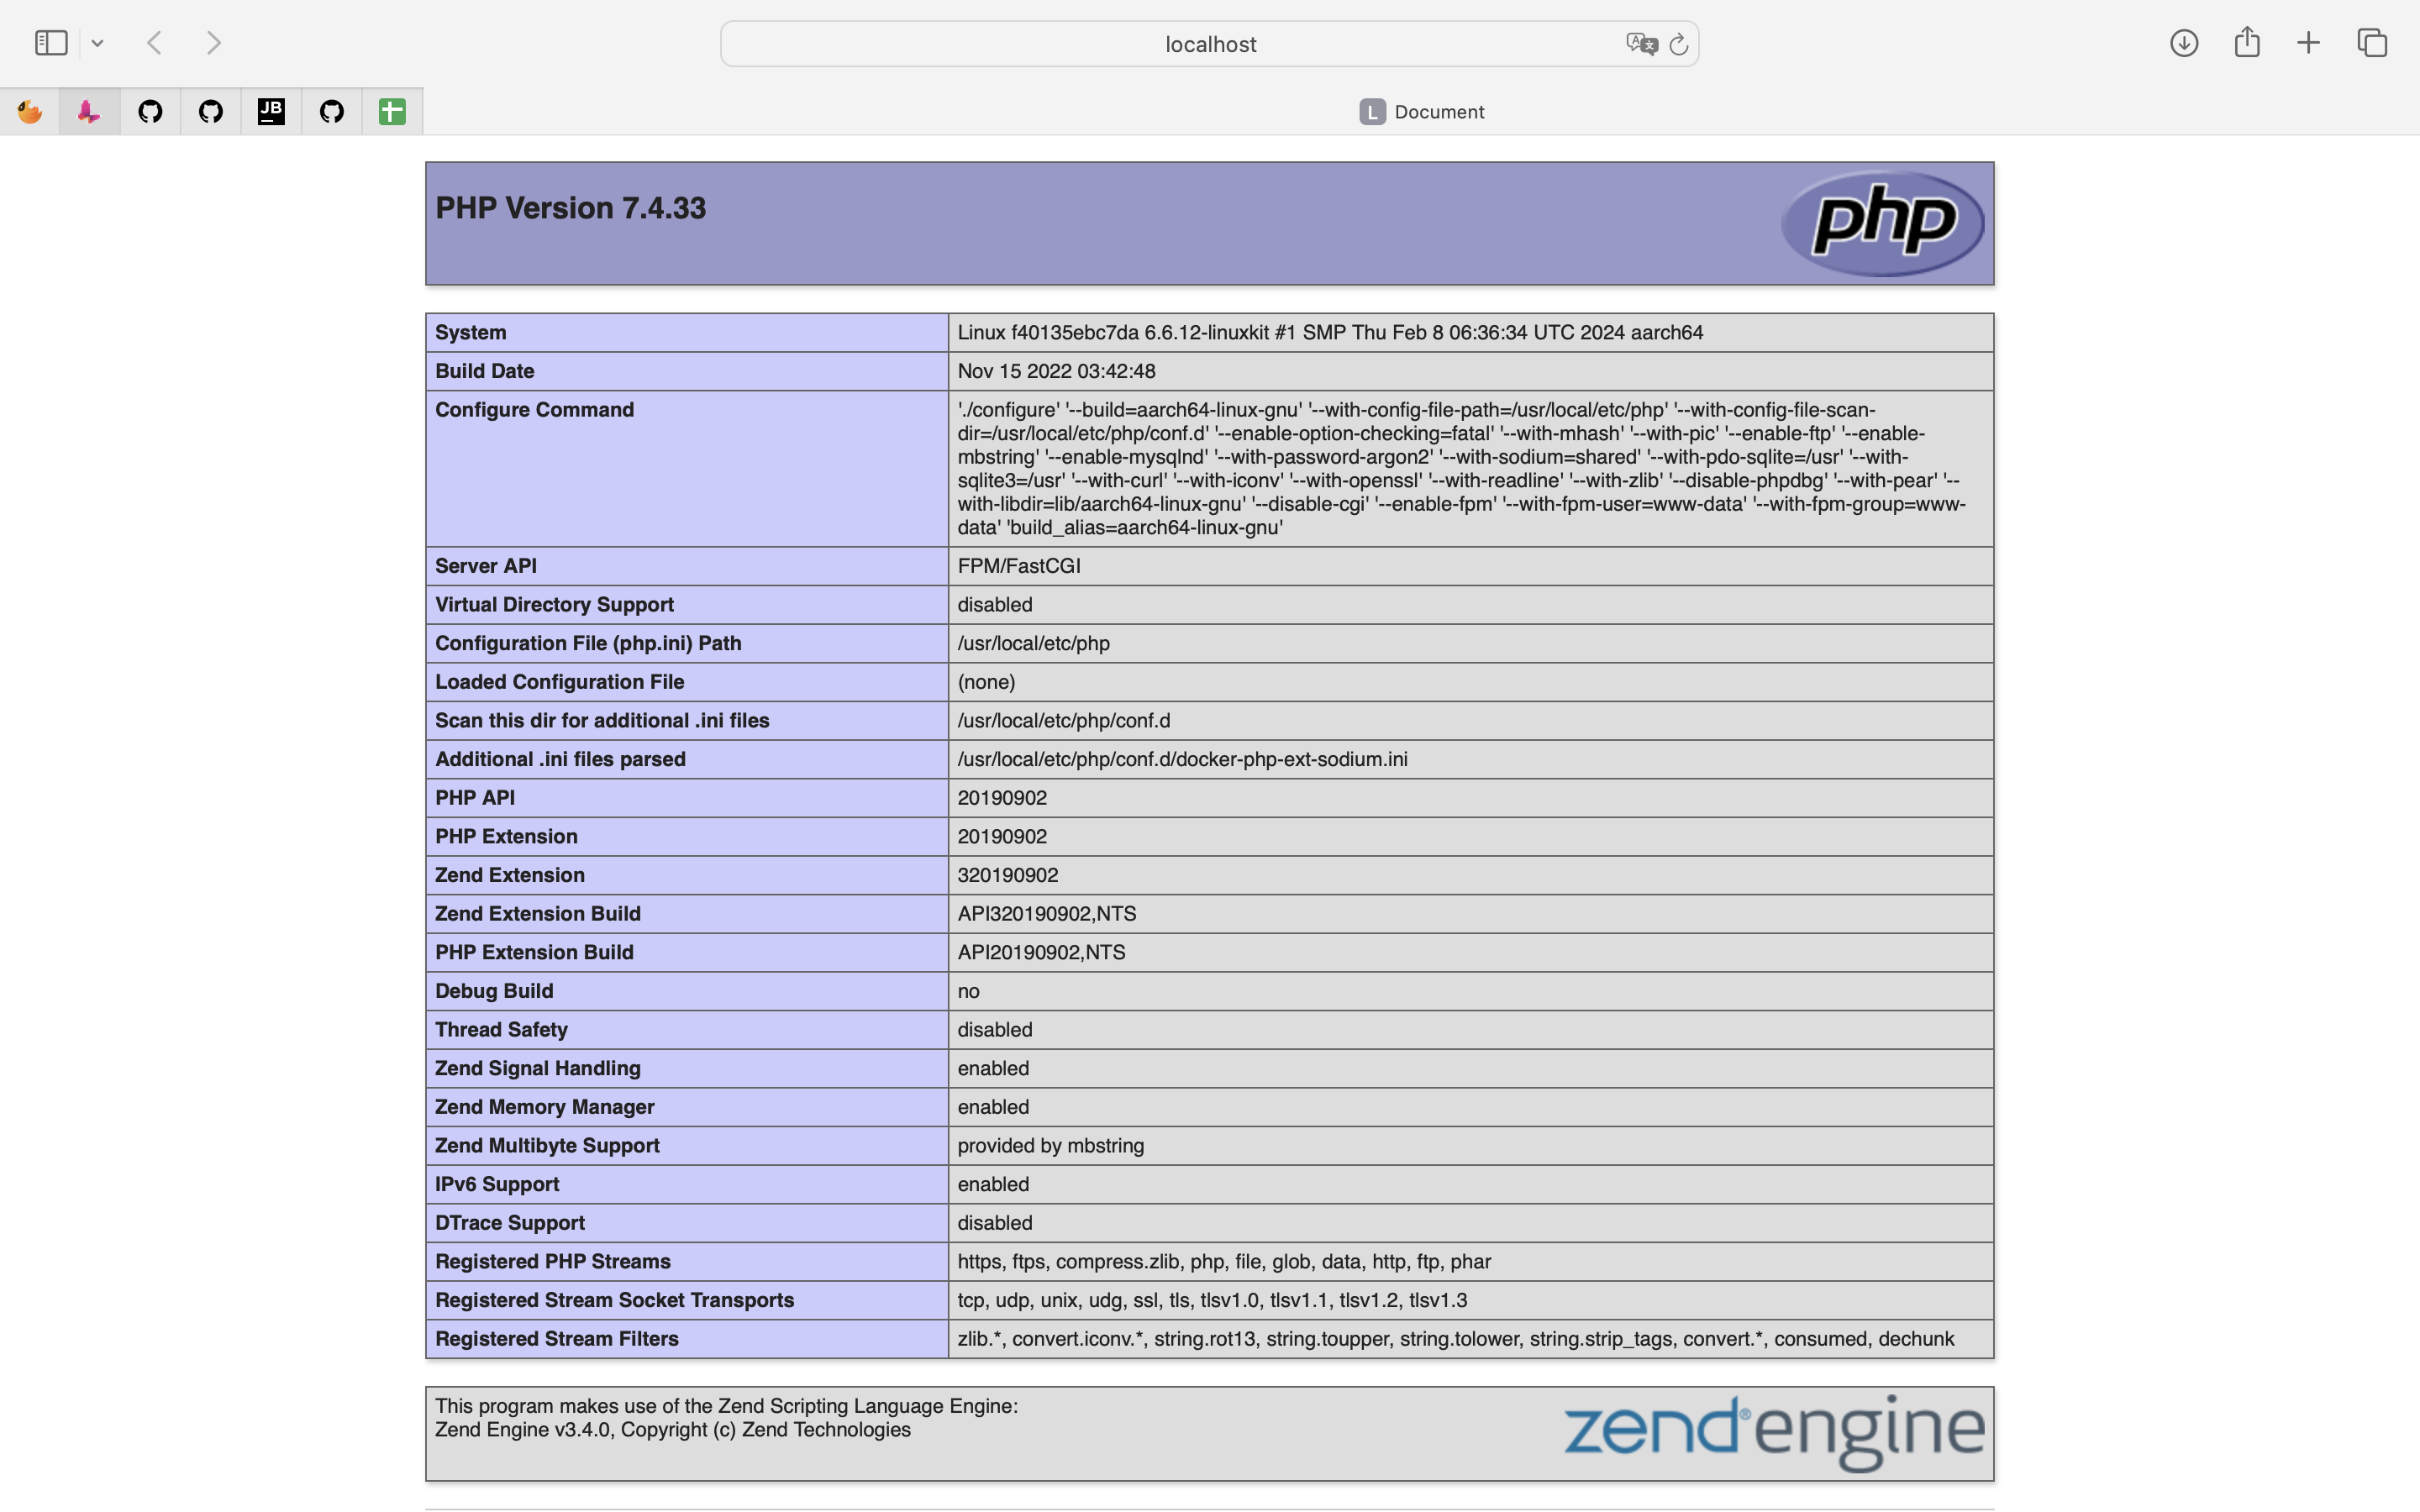 localhost
JB
L Document
PHP Version 7.4.33
php
System Linux f40135ebc7da 6.6.12-linuxkit #1 SMP Thu Feb 8 06:36:34 UTC 2024 aarch64
Build Date Nov 15 2022 03:42:48
Configure Command './configure' '--build=aarch64-linux-gnu' '--with-config-file-path=/usr/local/etc/php' '--with-config-file-scan-
dir=/usr/local/etc/php/conf.d' '--enable-option-checking=fatal' '--with-mhash' '--with-pic' '--enable-ftp' '--enable-
mbstring' '--enable-mysqlnd' '--with-password-argon2' '--with-sodium=shared' '--with-pdo-sqlite=/usr' '--with-
sqlite3=/usr' '--with-curl' '--with-iconv' '--with-openssl' '--with-readline' '--with-zlib' '--disable-phpdbg' '--with-pear' '--
with-libdir=lib/aarch64-linux-gnu' '--disable-cgi' '--enable-fpm' '--with-fpm-user=www-data' '--with-fpm-group=www-
data' 'build_alias=aarch64-linux-gnu'
Server API FPM/FastCGI
Virtual Directory Support disabled
Configuration File (php.ini) Path /usr/local/etc/php
Loaded Configuration File (none)
Scan this dir for additional .ini files /usr/local/etc/php/conf.d
Additional .ini files parsed /usr/local/etc/php/conf.d/docker-php-ext-sodium.ini
PHP API 20190902
PHP Extension 20190902
Zend Extension 320190902
Zend Extension Build API320190902,NTS
PHP Extension Build API20190902,NTS
Debug Build no
Thread Safety disabled
Zend Signal Handling enabled
Zend Memory Manager enabled
Zend Multibyte Support provided by mbstring
IPv6 Support enabled
DTrace Support disabled
Registered PHP Streams https, ftps, compress.zlib, php, file, glob, data, http, ftp, phar
Registered Stream Socket Transports tcp, udp, unix, udg, ssl, tls, tlsv1.0, tlsv1.1, tlsv1.2, tlsv1.3
Registered Stream Filters zlib.*, convert.iconv.*, string.rot13, string.toupper, string.tolower, string.strip_tags, convert.*, consumed, dechunk
This program makes use of the Zend Scripting Language Engine:
Zend Engine v3.4.0, Copyright (c) Zend Technologies
zend®engine